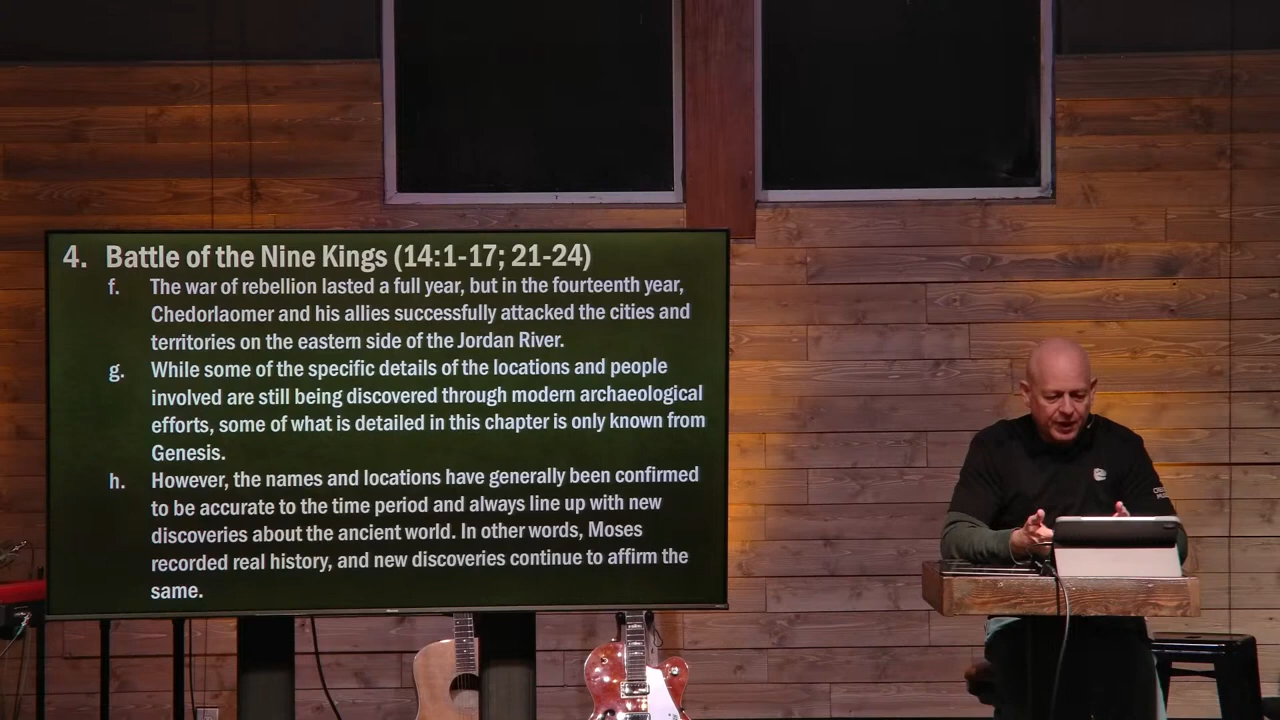 4. Battle of the Nine Kings (14:1-17; 21-24)
f. The war of rebellion lasted a full year, but in the fourteenth year,
Chedorlaomer and his allies successfully attacked the cities and
territories on the eastern side of the Jordan River.
g. While some of the specific details of the locations and people
involved are still being discovered through modern archaeological
efforts, some of what is detailed in this chapter is only known from
Genesis.
h. However, the names and locations have generally been confirmed
to be accurate to the time period and always line up with new
discoveries about the ancient world. In other words, Moses
recorded real history, and new discoveries continue to affirm the
same.